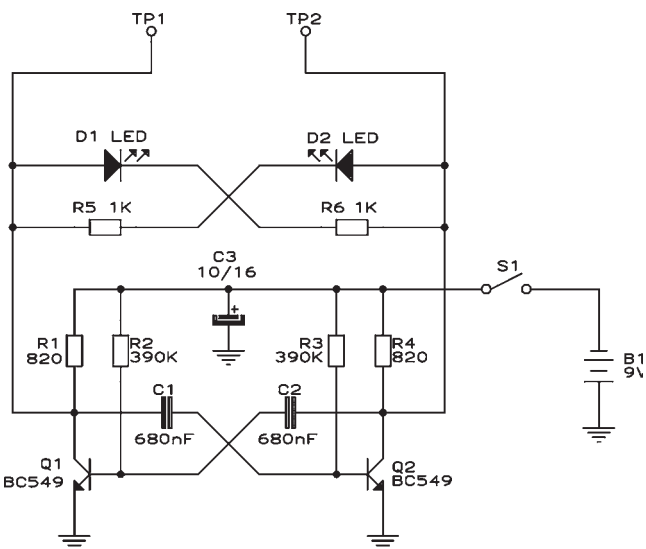 TP1
TP2
D1 LED
D2 LED
R5 1K
R6 1K
C3
10/16
+
S1
R1
820
R2
390K
R3
390K
R4
820
B1
9V
C1
680nF
C2
680nF
Q1
BC549
Q2
BC549